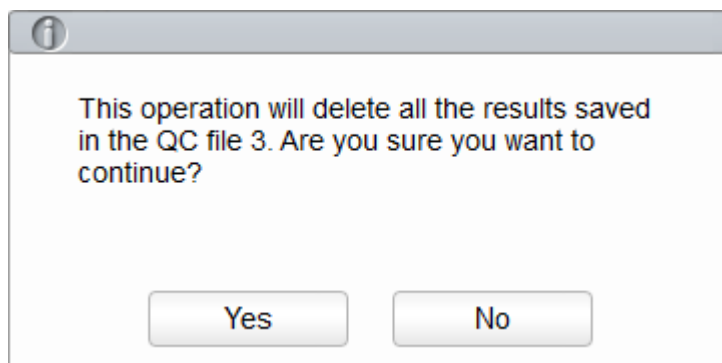 This operation will delete all the results saved
in the QC file 3. Are you sure you want to
continue?
Yes
No